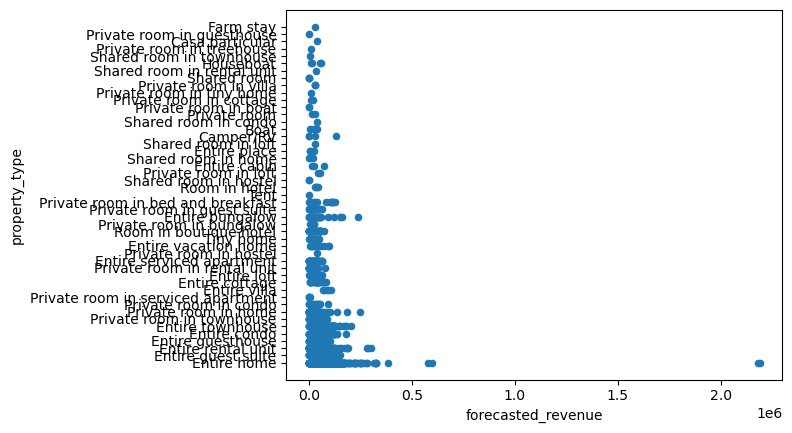 Farm stay
Private room in guesthouse
Casa particular
Private room in treehouse
Shared room in townhouse
Houseboat
Shared room in rental unit
Shared room
Private room in villa
Private room in tiny home
Private room in cottage
Private room in boat
Private room
Shared room in condo
Boat
Camper/RV
Shared room in loft
Entire place
Shared room in home
Entire cabin
Private room in loft
Shared room in hostel
Room in hotel
Tent
Private room in bed and breakfast
Private room in guest suite
Entire bungalow
Private room in bungalow
Room in boutique hotel
Tiny home
Entire vacation home
Private room in hostel
Entire serviced apartment
Private room in rental unit
Entire loft
Entire cottage
Entire villa
Private room in serviced apartment
Private room in condo
Private room in home
Private room in townhouse
Entire townhouse
Entire condo
Entire guesthouse
Entire rental unit
Entire guest suite
Entire home
property_type
0.0 0.5 1.0 1.5 2.0
forecasted_revenue
1e6